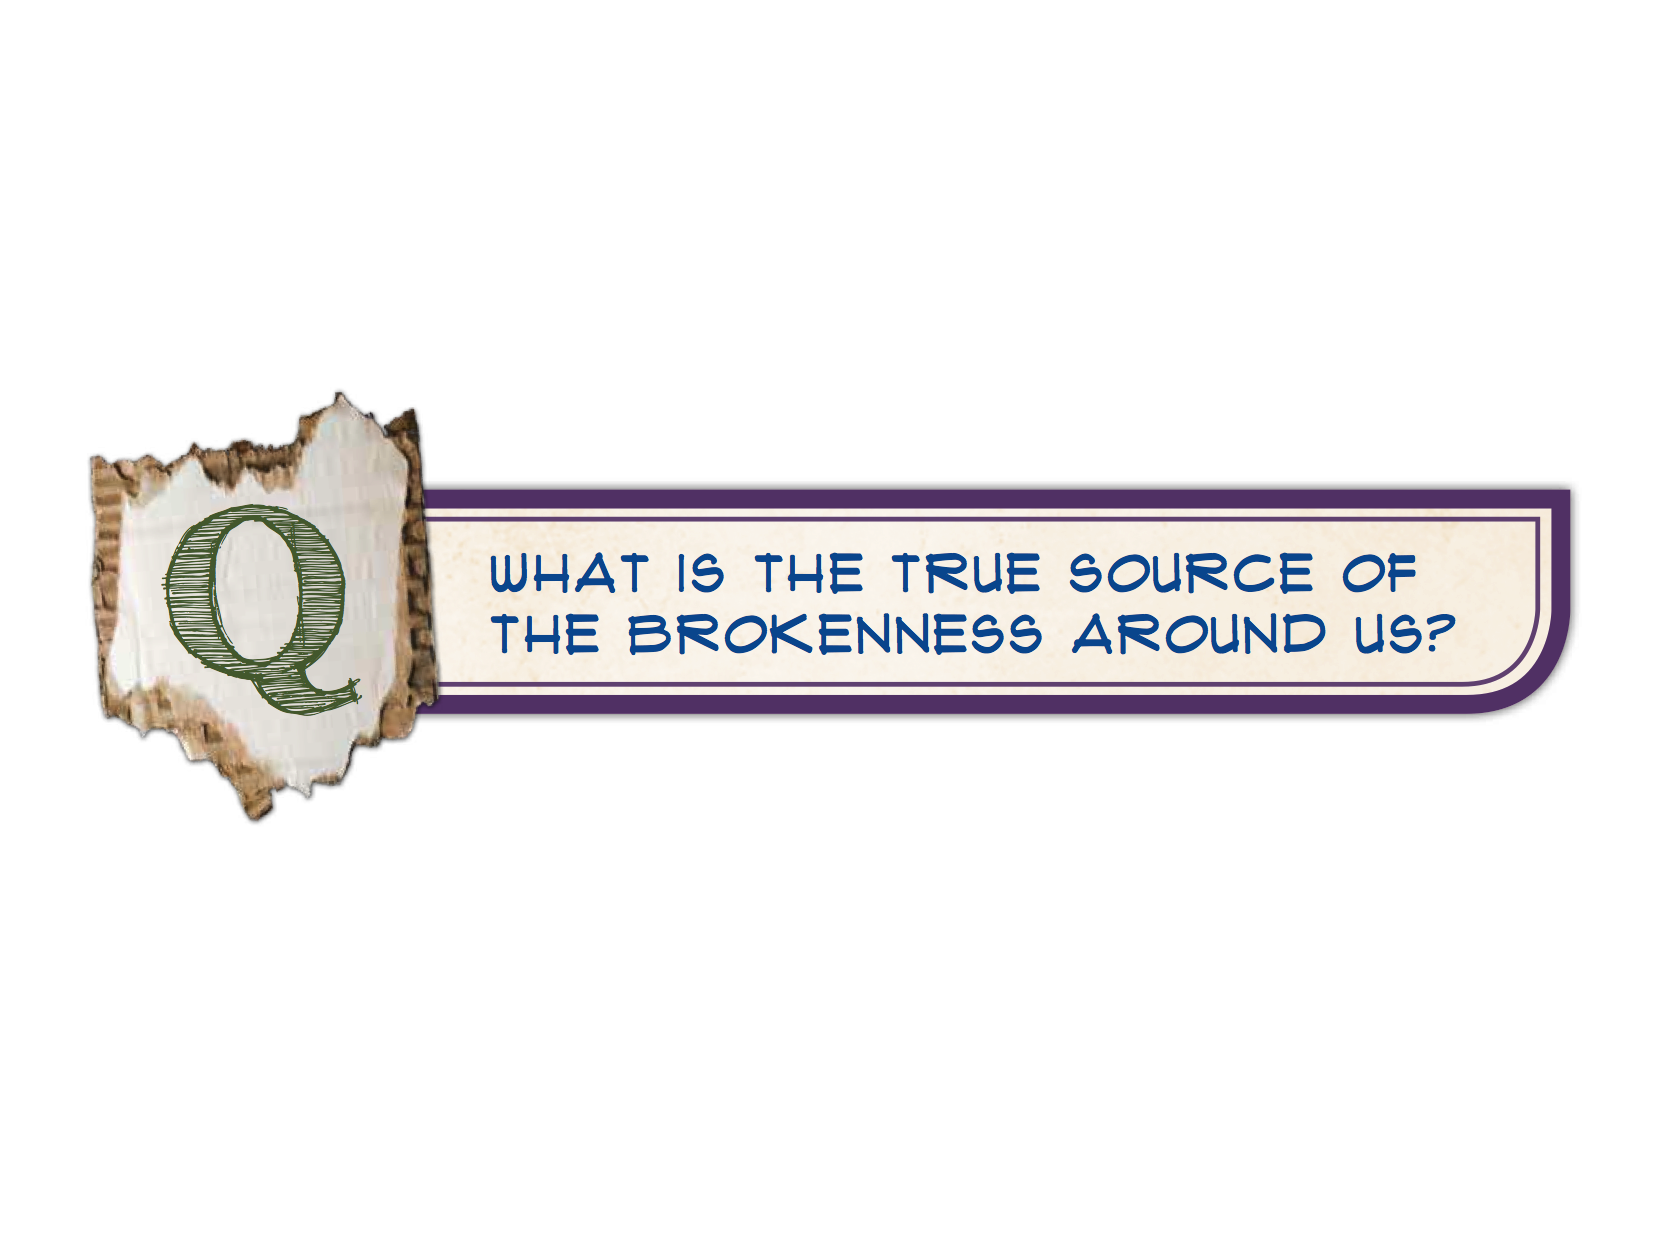 Q
WHAT IS THE TRUE SOURCE OF
THE BROKENNESS AROUND US?